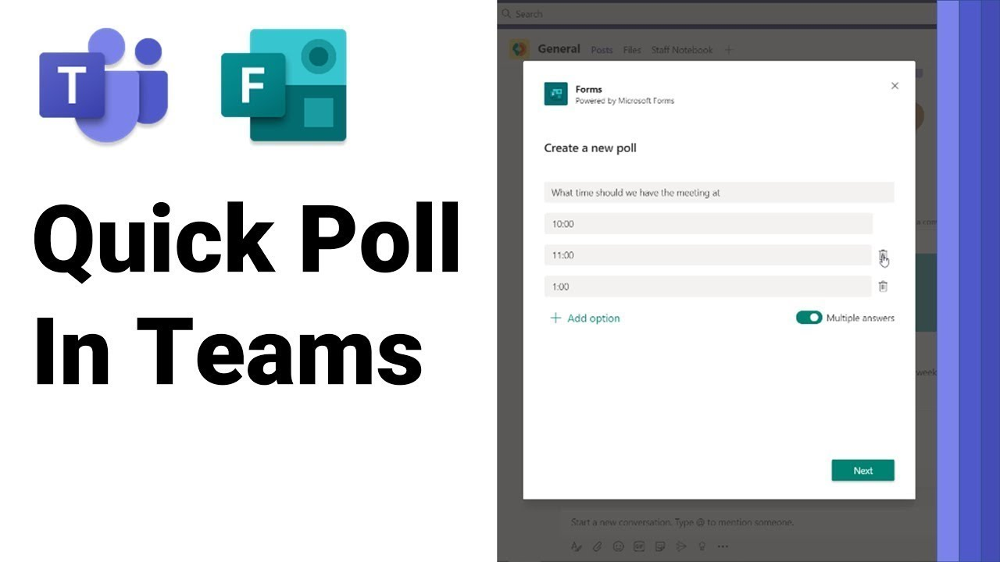 T
F
Quick Poll
In Teams
Search
General Posts Files Staff Notebook
Forms
Powered by Microsoft Forms
Create a new poll
What time should we have the meeting at
10:00
11:00
1:00
+ Add option
Multiple answers
Next
week
Start a new conversation. Type @ to mention someone.
GIF